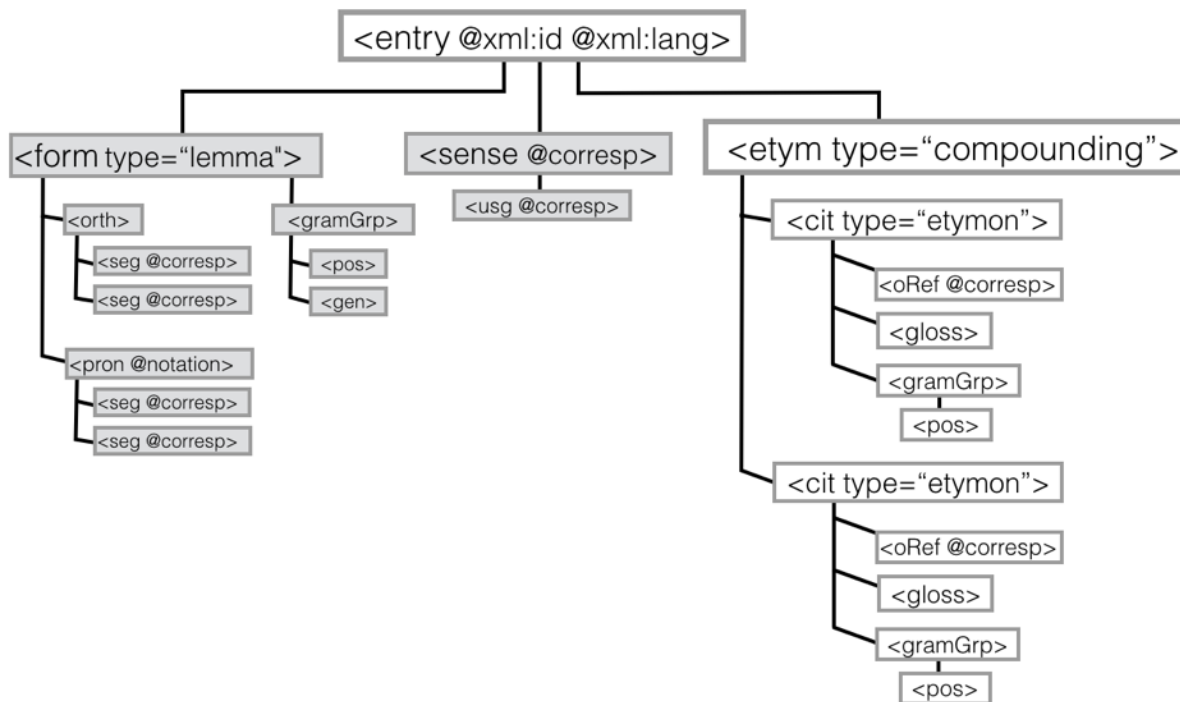 <entry @xml:id @xml:lang>
<form type="lemma">
<orth>
<seg @corresp>
<seg @corresp>
<pron @notation>
<seg @corresp>
<seg @corresp>
<gramGrp>
<pos>
<gen>
<sense @corresp>
<usg @corresp>
<etym type=“compounding”>
<cit type=“etymon”>
<oRef @corresp>
<gloss>
<gramGrp>
<pos>
<cit type=“etymon”>
<oRef @corresp>
<gloss>
<gramGrp>
<pos>